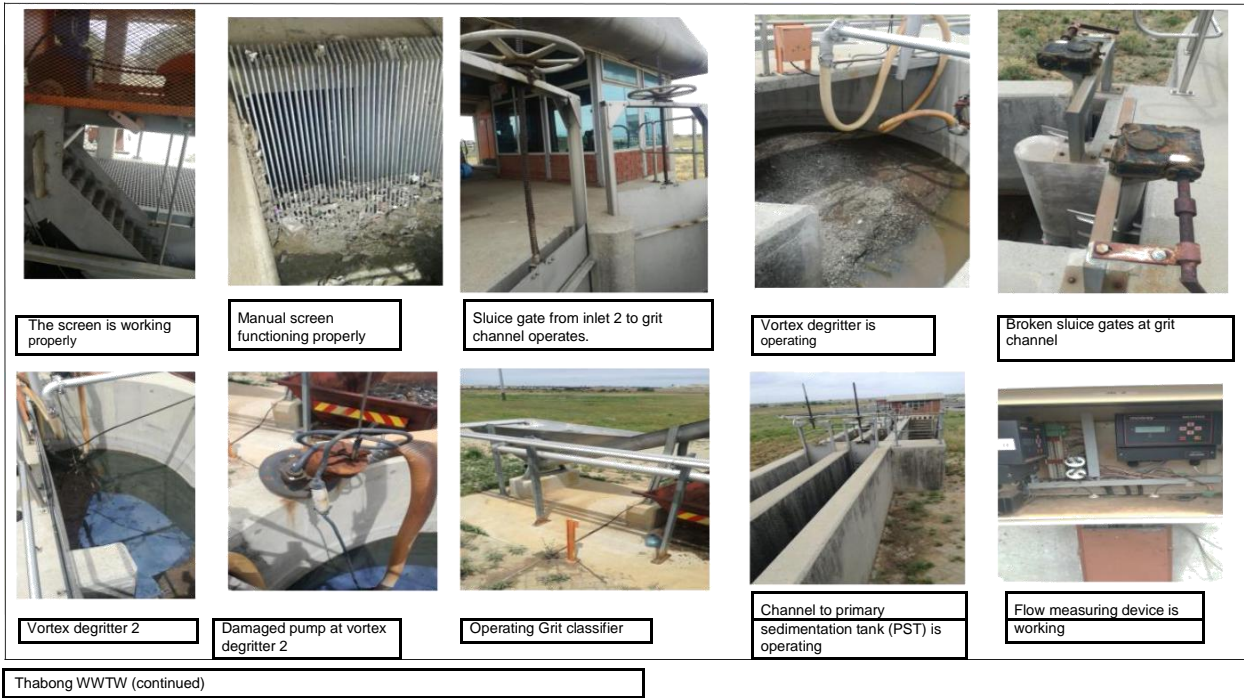 The screen is working
properly
Manual screen
functioning properly
Sluice gate from inlet 2 to grit
channel operates.
Vortex degritter is
operating
Broken sluice gates at grit
channel
Vortex degritter 2
Damaged pump at vortex
degritter 2
Operating Grit classifier
Channel to primary
sedimentation tank (PST) is
operating
Flow measuring device is
working
Thabong WWTW (continued)